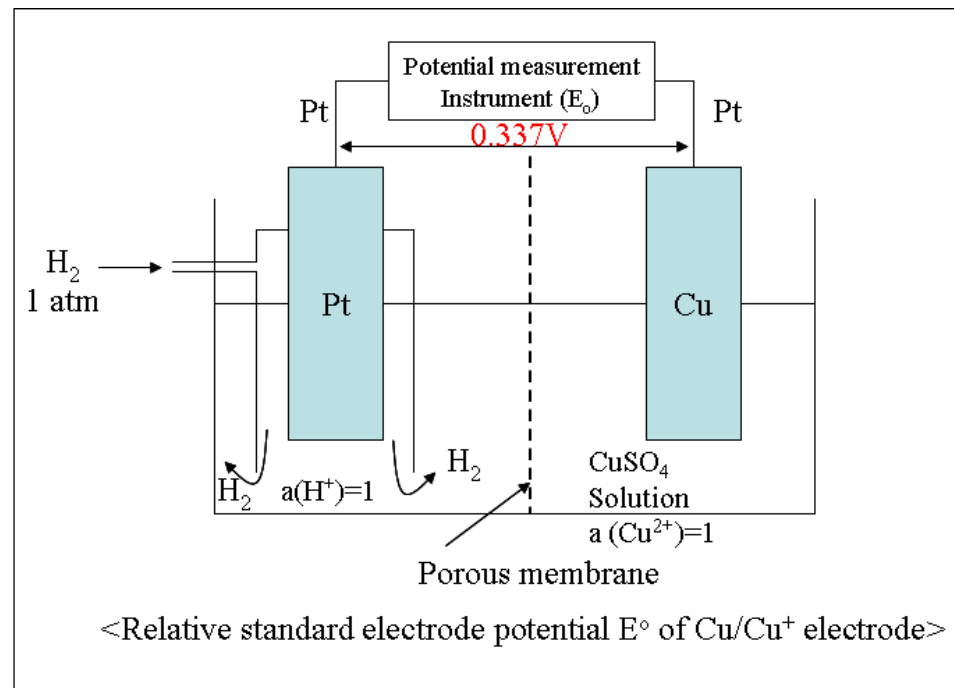 Potential measurement
Instrument (Eₒ)
Pt
Pt
0.337V
H₂
1 atm
Pt
Cu
H₂
H₂
a(H⁺)=1
CuSO₄
Solution
a (Cu²⁺)=1
Porous membrane
<Relative standard electrode potential E° of Cu/Cu⁺ electrode>